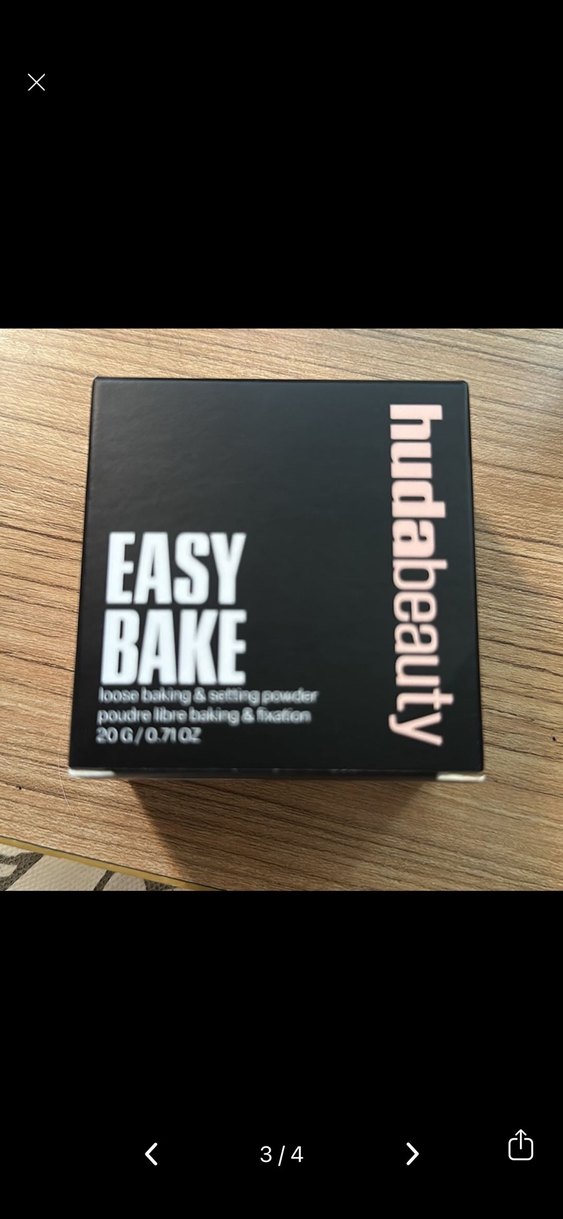 hudabeauty
EASY
BAKE
loose baking & setting powder
poudre libre baking & fixation
20 G / 0.71 OZ
3 / 4